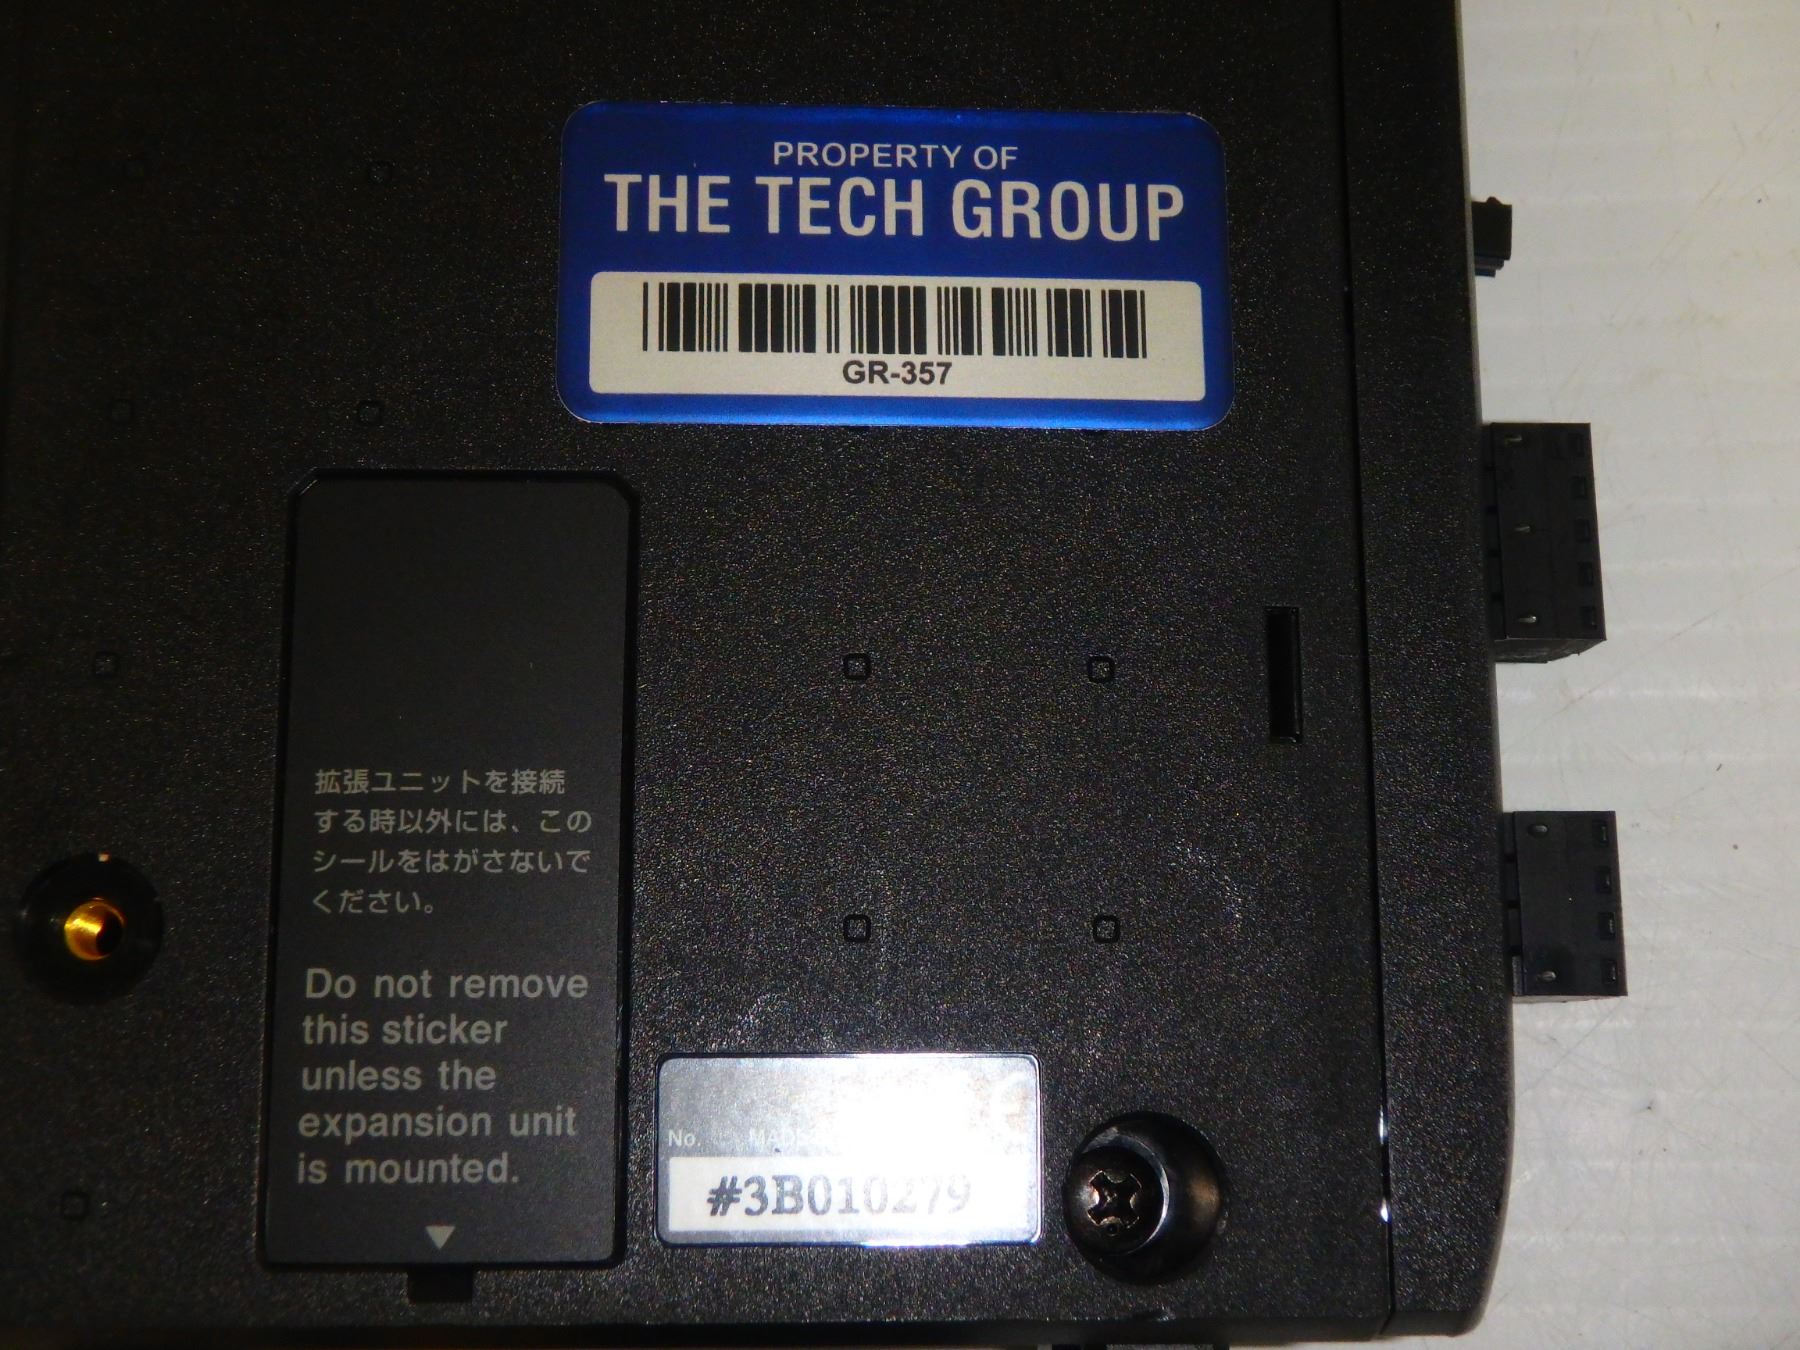 PROPERTY OF
THE TECH GROUP
GR-357
拡張ユニットを接続
する時以外には、この
シールをはがさないで
ください。
Do not remove
this sticker
unless the
expansion unit
is mounted.
No.
#3B010279